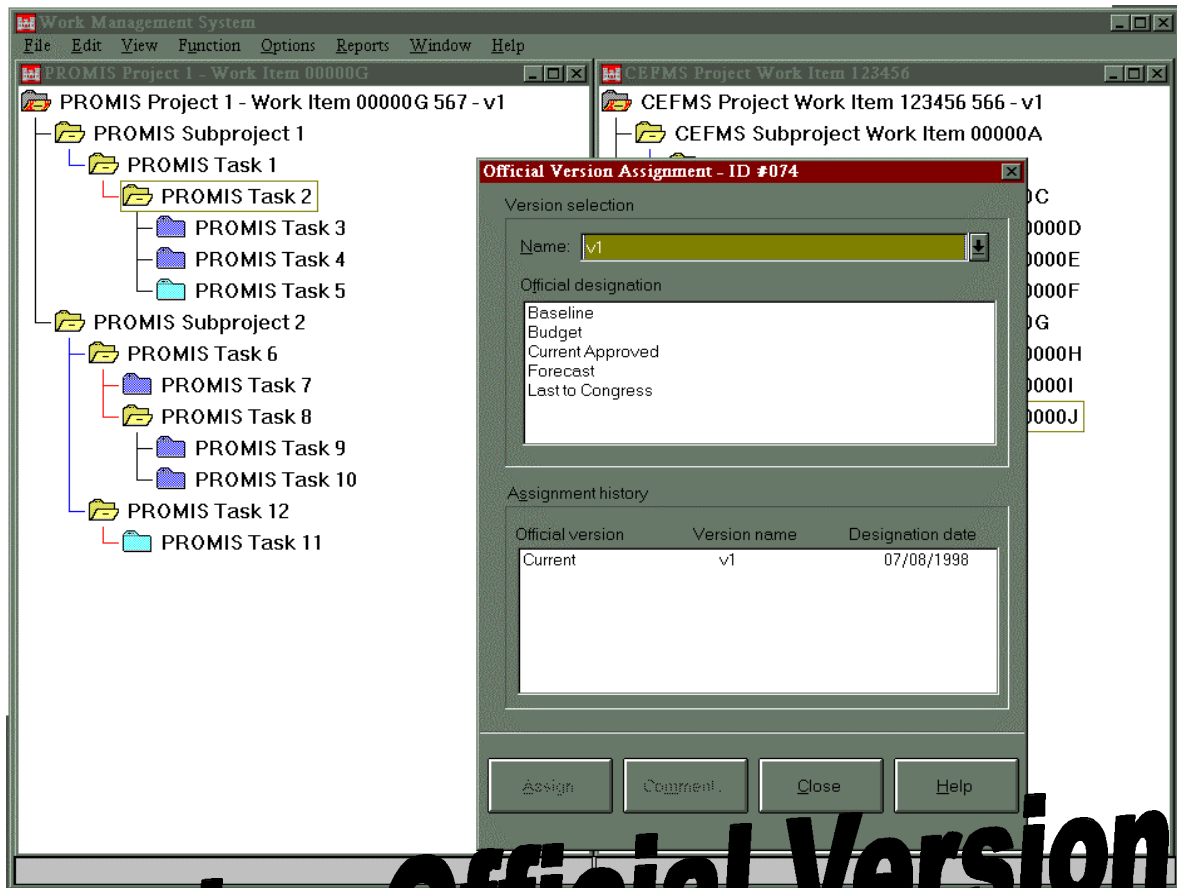 Work Management System
File Edit View Function Options Reports Window Help
PROMIS Project 1 - Work Item 00000G
PROMIS Project 1 - Work Item 00000G 567 - v1
PROMIS Subproject 1
PROMIS Task 1
PROMIS Task 2
PROMIS Task 3
PROMIS Task 4
PROMIS Task 5
PROMIS Subproject 2
PROMIS Task 6
PROMIS Task 7
PROMIS Task 8
PROMIS Task 9
PROMIS Task 10
PROMIS Task 12
PROMIS Task 11
CEFMS Project Work Item 123456
CEFMS Project Work Item 123456 566 - v1
CEFMS Subproject Work Item 00000A
0C
0000D
0000E
0000F
0G
0000H
0000I
0000J
Official Version Assignment - ID #074
Version selection
Name: v1
Official designation
Baseline
Budget
Current Approved
Forecast
Last to Congress
Assignment history
Official version Version name Designation date
Current v1 07/08/1998
Assign Comment.. Close Help
Official Version